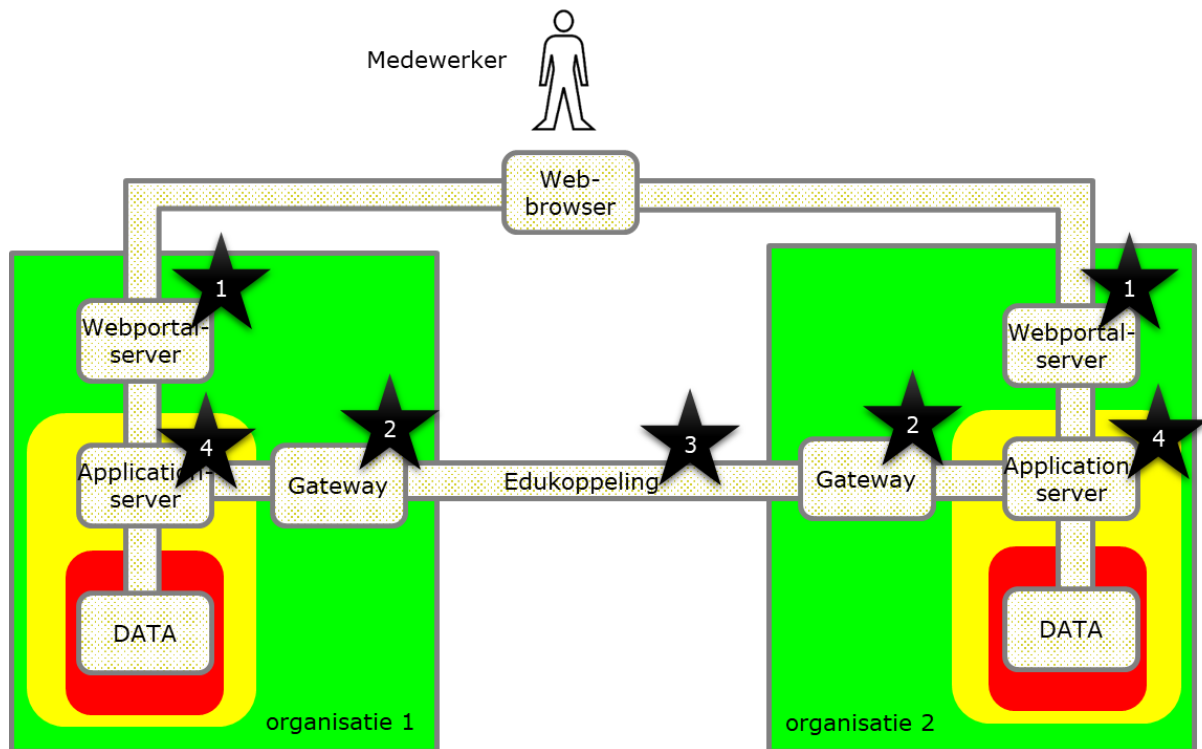 Medewerker
Web-
browser
1
1
Webportal-
server
Webportal-
server
4
2
3
2
4
Application-
server
Gateway
Edukoppeling
Gateway
Application
server
DATA
DATA
organisatie 1
organisatie 2